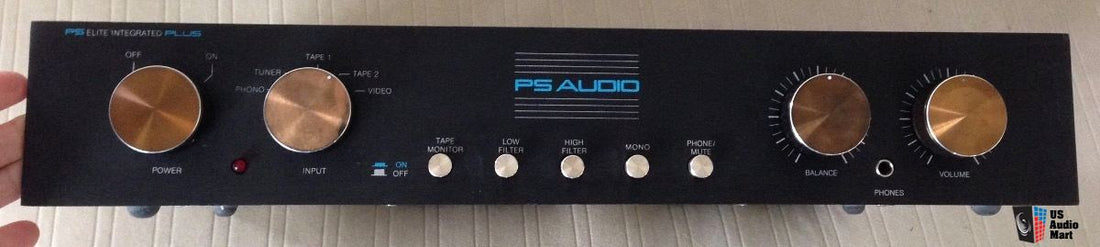 PS ELITE INTEGRATED PLUS
OFF
ON
POWER
TAPE 1
TUNER
TAPE 2
PHONO
VIDEO
INPUT
PS AUDIO
ON
OFF
TAPE
MONITOR
LOW
FILTER
HIGH
FILTER
MONO
PHONE/
MUTE
BALANCE
PHONES
VOLUME
US
Audio
Mart